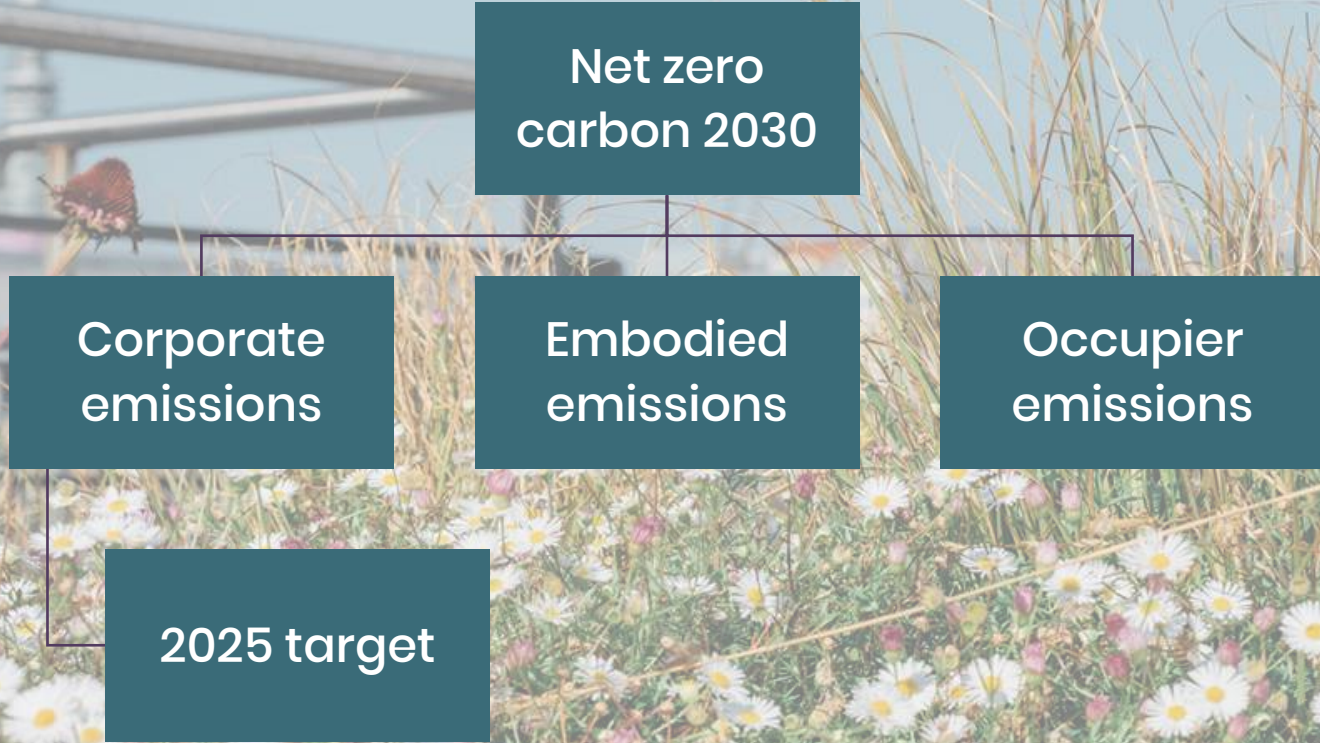 Net zero
carbon 2030
Corporate
emissions
Embodied
emissions
Occupier
emissions
2025 target